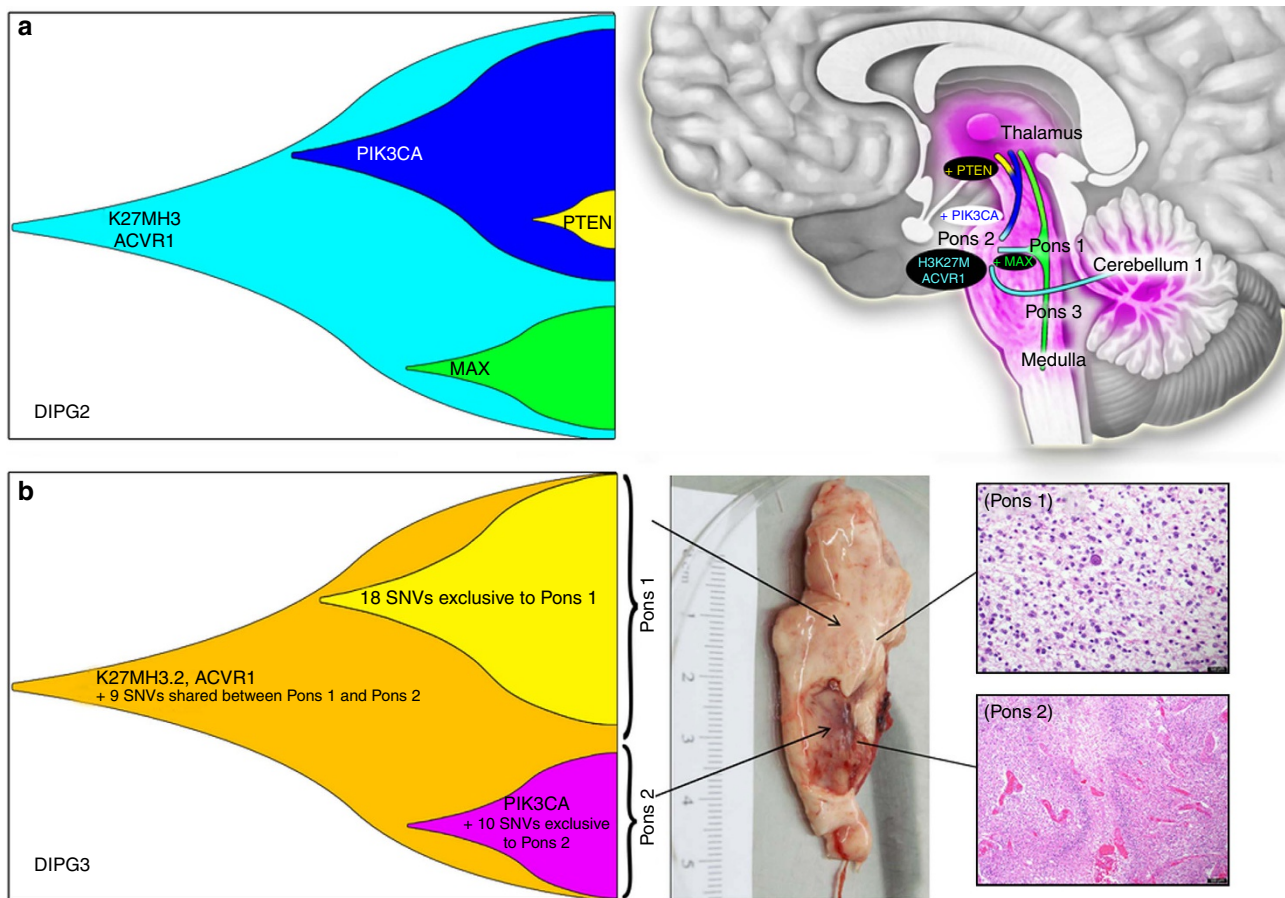 a
K27MH3
ACVR1
PIK3CA
PTEN
MAX
DIPG2
Thalamus
+ PTEN
+ PIK3CA
Pons 2
Pons 1
H3K27M
ACVR1
+ MAX
Cerebellum 1
Pons 3
Medulla
b
18 SNVs exclusive to Pons 1
K27MH3.2, ACVR1
+ 9 SNVs shared between Pons 1 and Pons 2
PIK3CA
+ 10 SNVs exclusive
to Pons 2
DIPG3
Pons 1
Pons 2
1
2
3
4
5
(Pons 1)
(Pons 2)